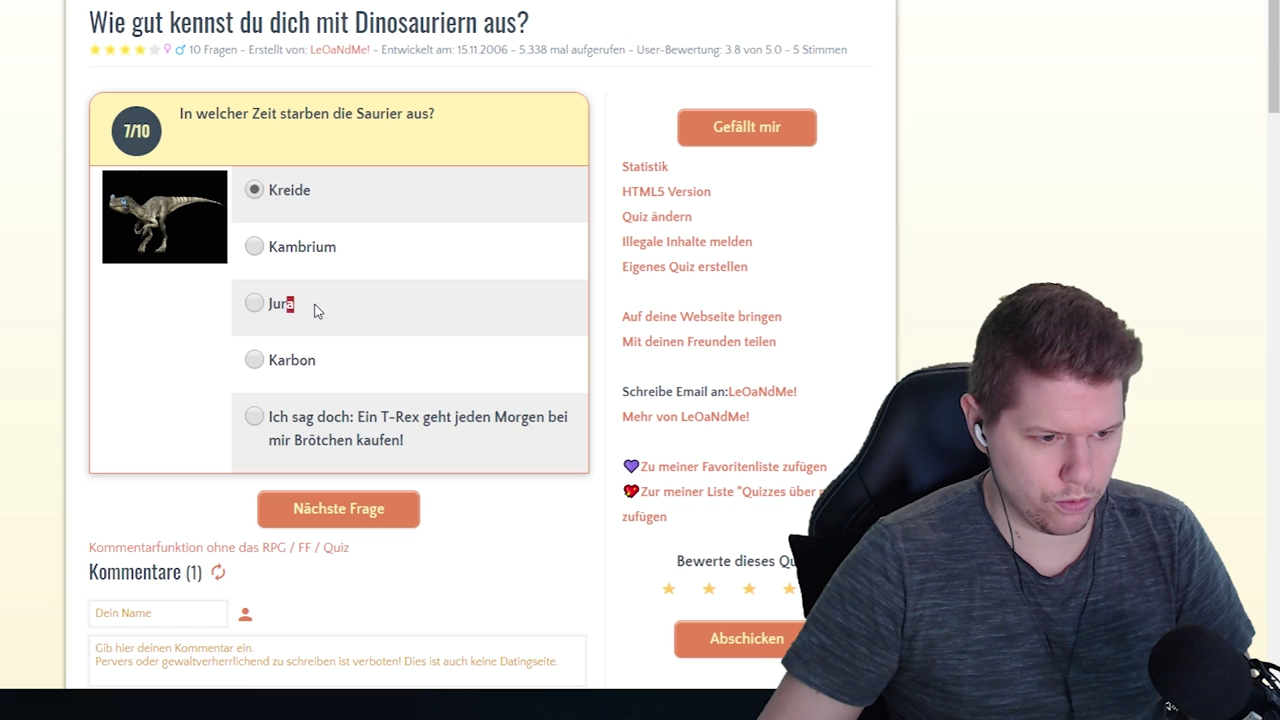 Wie gut kennst du dich mit Dinosauriern aus?
10 Fragen - Erstellt von: LeOaNdMe! - Entwickelt am: 15.11.2006 - 5.338 mal aufgerufen - User-Bewertung: 3.8 von 5.0 - 5 Stimmen
7/10
In welcher Zeit starben die Saurier aus?
Kreide
Kambrium
Jura
Karbon
Ich sag doch: Ein T-Rex geht jeden Morgen bei
mir Brötchen kaufen!
Nächste Frage
Kommentarfunktion ohne das RPG / FF / Quiz
Kommentare (1)
Dein Name
Gib hier deinen Kommentar ein.
Pervers oder gewaltverherrlichend zu schreiben ist verboten! Dies ist auch keine Datingseite.
Gefällt mir
Statistik
HTML5 Version
Quiz ändern
Illegale Inhalte melden
Eigenes Quiz erstellen
Auf deine Webseite bringen
Mit deinen Freunden teilen
Schreibe Email an:LeOaNdMe!
Mehr von LeOaNdMe!
Zu meiner Favoritenliste zufügen
Zur meiner Liste "Quizzes über
zufügen
Bewerte dieses
Abschicken